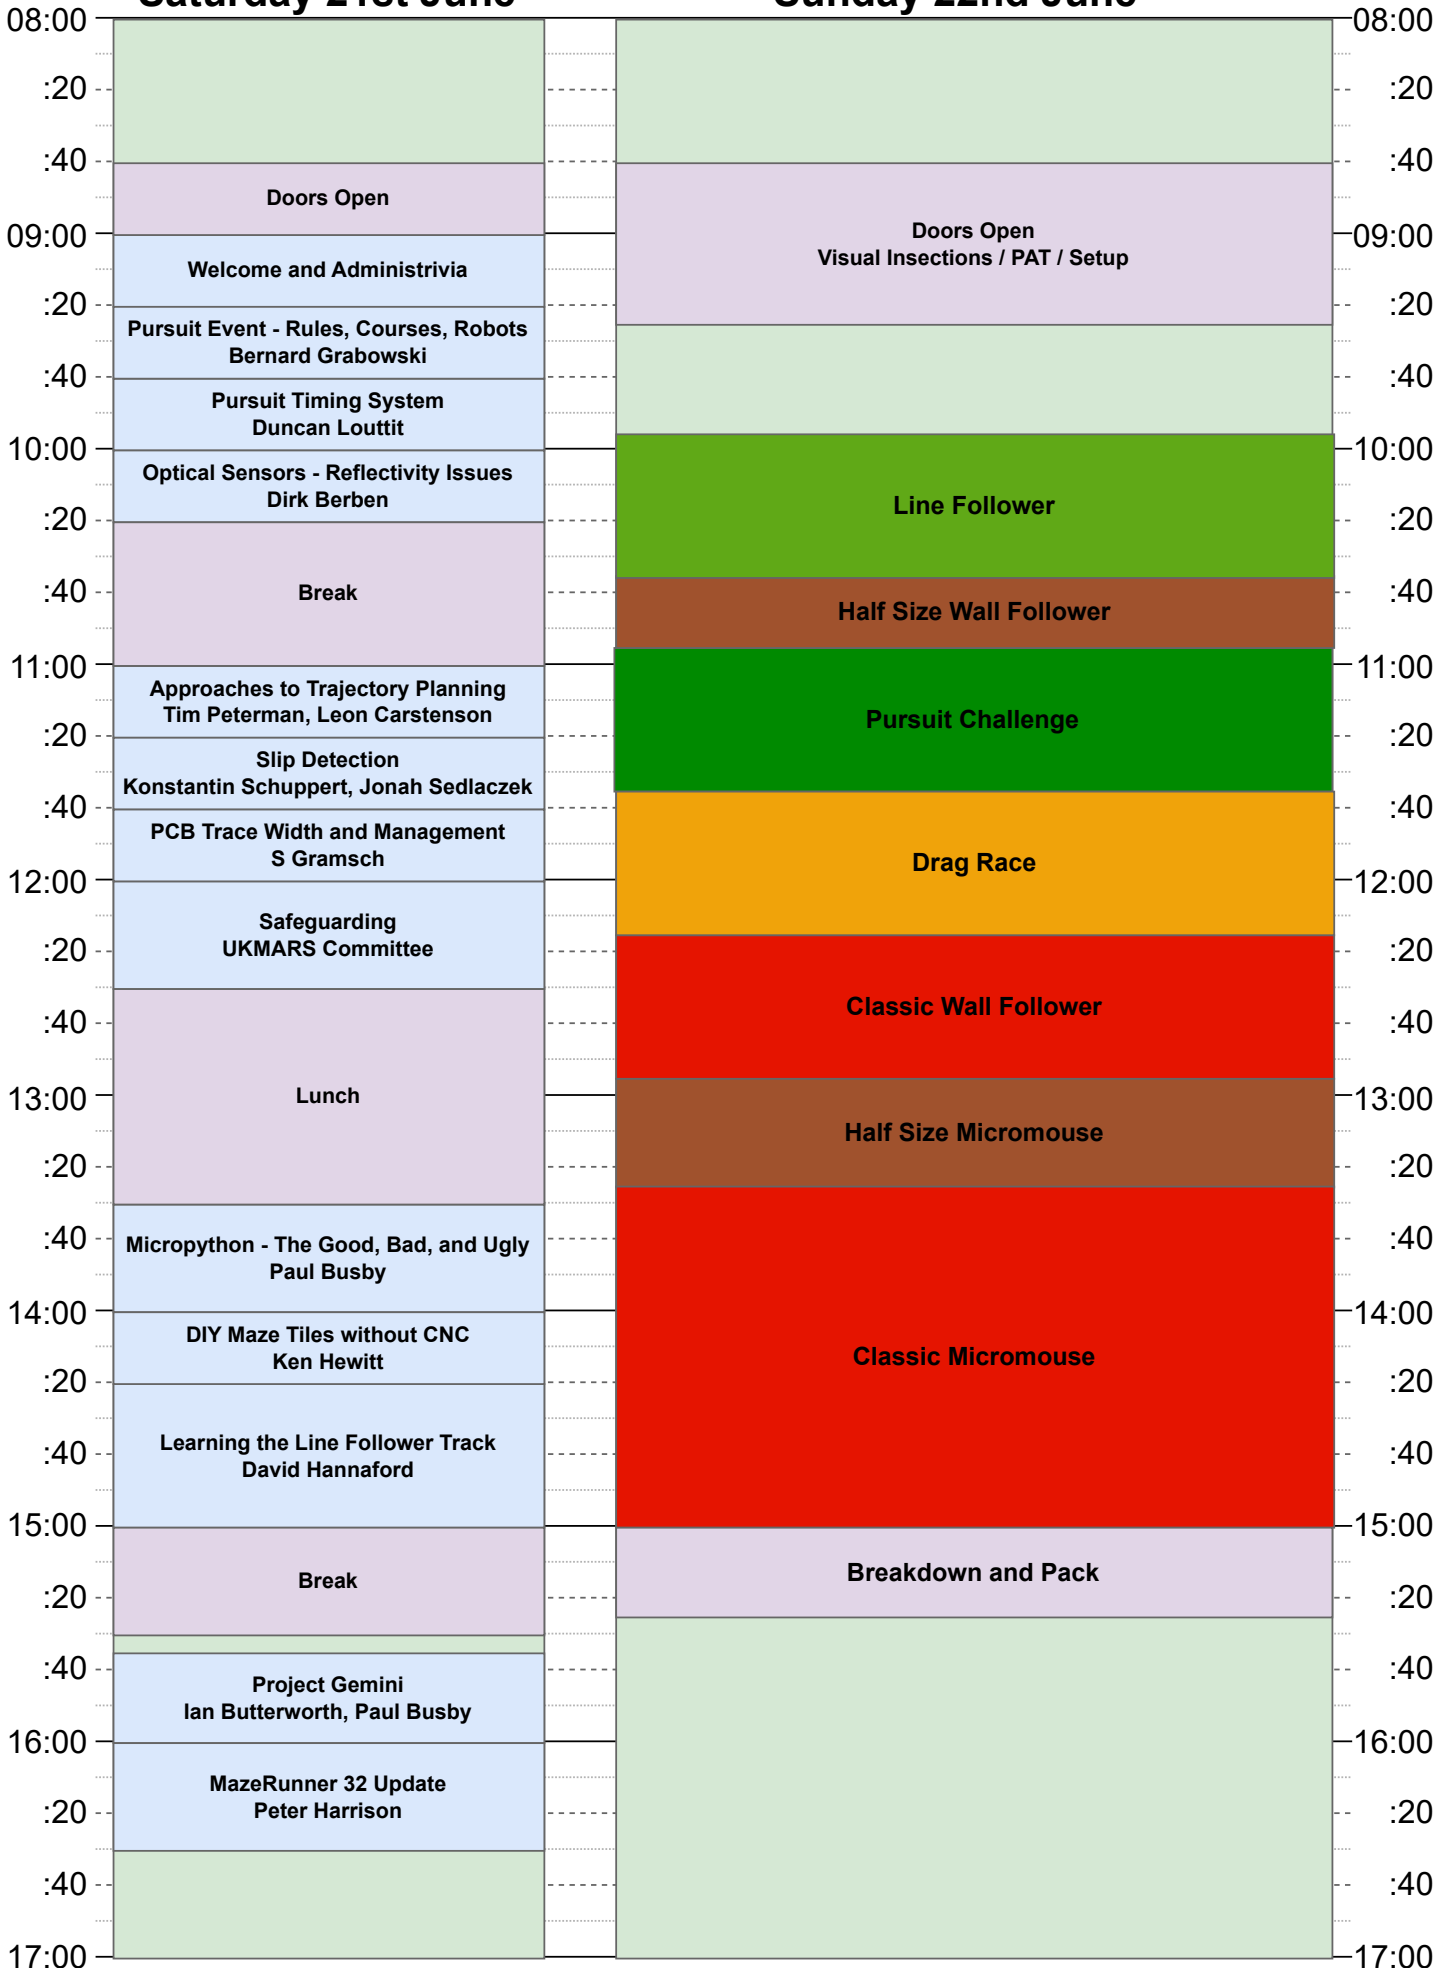 Saturday 21st June
Sunday 22nd June
08:00
:20
:40
09:00
:20
:40
10:00
:20
:40
11:00
:20
:40
12:00
:20
:40
13:00
:20
:40
14:00
:20
:40
15:00
:20
:40
16:00
:20
:40
17:00
Doors Open
Welcome and Administrivia
Pursuit Event - Rules, Courses, Robots
Bernard Grabowski
Pursuit Timing System
Duncan Louttit
Optical Sensors - Reflectivity Issues
Dirk Berben
Break
Approaches to Trajectory Planning
Tim Peterman, Leon Carstenson
Slip Detection
Konstantin Schuppert, Jonah Sedlaczek
PCB Trace Width and Management
S Gramsch
Safeguarding
UKMARS Committee
Lunch
Micropython - The Good, Bad, and Ugly
Paul Busby
DIY Maze Tiles without CNC
Ken Hewitt
Learning the Line Follower Track
David Hannaford
Break
Project Gemini
Ian Butterworth, Paul Busby
MazeRunner 32 Update
Peter Harrison
Doors Open
Visual Insections / PAT / Setup
Line Follower
Half Size Wall Follower
Pursuit Challenge
Drag Race
Classic Wall Follower
Half Size Micromouse
Classic Micromouse
Breakdown and Pack
08:00
:20
:40
09:00
:20
:40
10:00
:20
:40
11:00
:20
:40
12:00
:20
:40
13:00
:20
:40
14:00
:20
:40
15:00
:20
:40
16:00
:20
:40
17:00